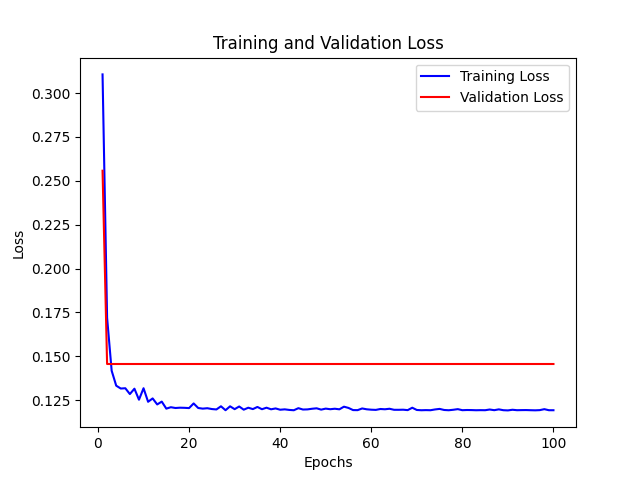 Training and Validation Loss
Training Loss
Validation Loss
0.300
0.275
0.250
0.225
0.200
0.175
0.150
0.125
Loss
0 20 40 60 80 100
Epochs